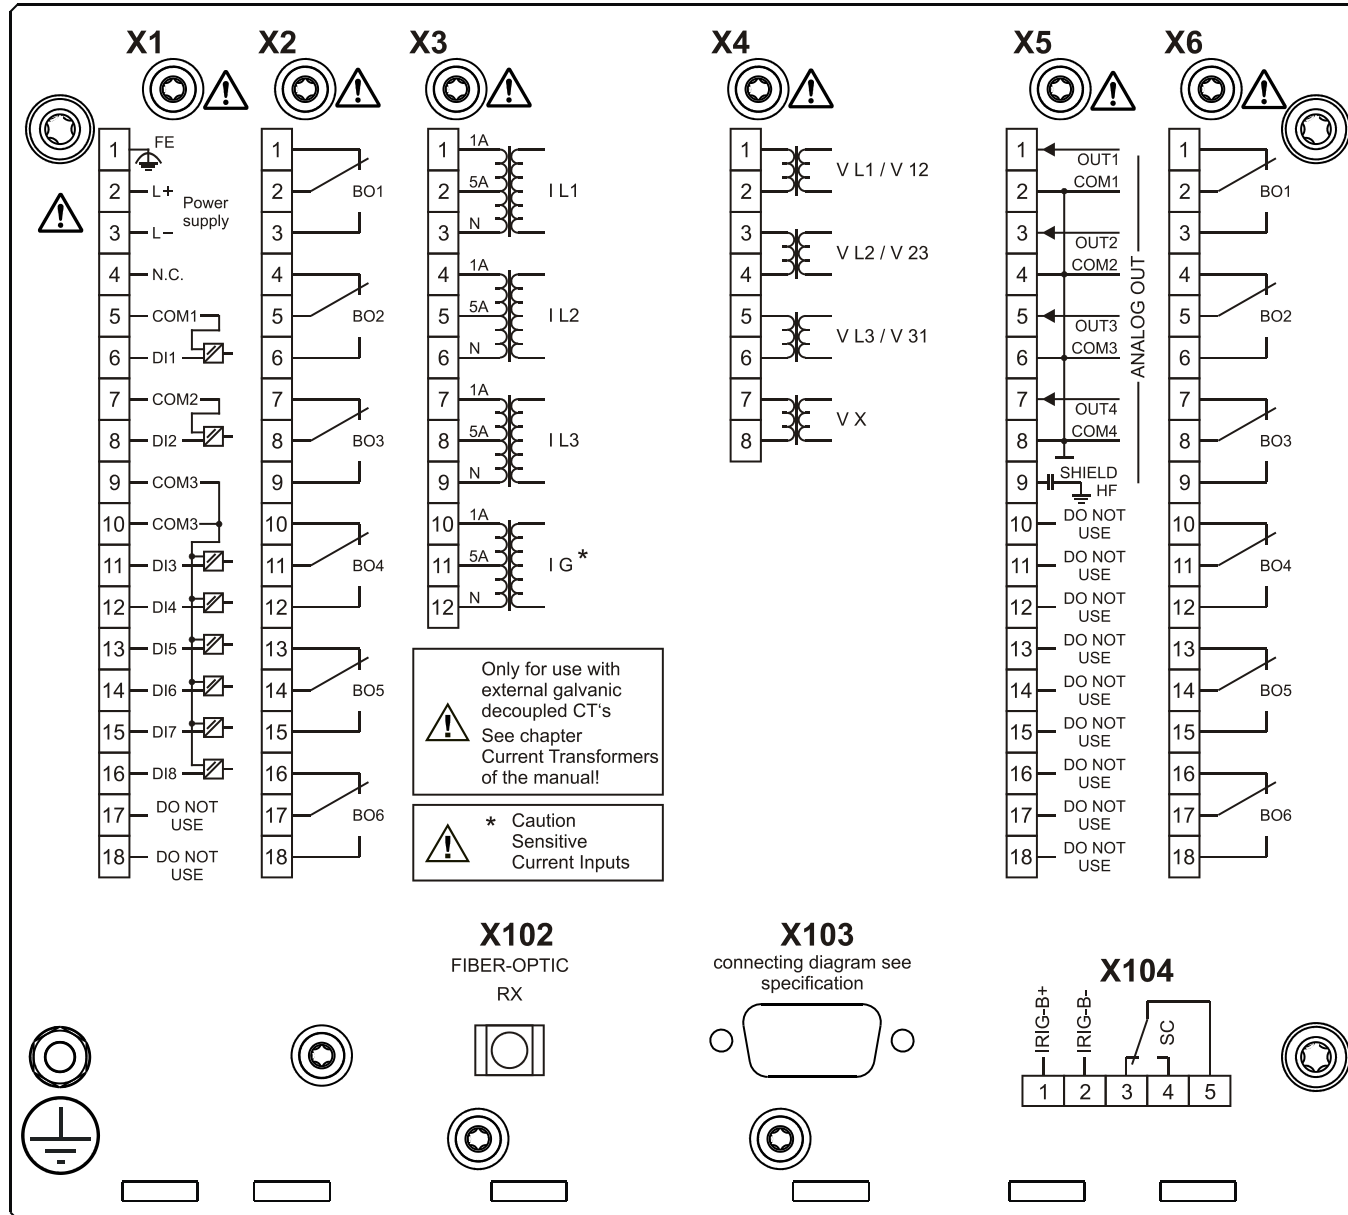 X1
X2
X3
X4
X5
X6
1 FE
2 L+
Power
supply
3 L−
4 N.C.
5 COM1
6 DI1
7 COM2
8 DI2
9 COM3
10 COM3
11 DI3
12 DI4
13 DI5
14 DI6
15 DI7
16 DI8
17 DO NOT
USE
18 DO NOT
USE
1
2 BO1
3
4
5 BO2
6
7
8 BO3
9
10
11 BO4
12
13
14 BO5
15
16
17 BO6
18
1 1A
2 5A I L1
3 N
4 1A
5 5A I L2
6 N
7 1A
8 5A I L3
9 N
10 1A
11 5A I G *
12 N
Only for use with
external galvanic
decoupled CT's
See chapter
Current Transformers
of the manual!
* Caution
Sensitive
Current Inputs
1
V L1 / V 12
2
3
V L2 / V 23
4
5
V L3 / V 31
6
7
V X
8
1 OUT1
2 COM1
3 OUT2
4 COM2
5 OUT3
6 COM3
7 OUT4
8 COM4
ANALOG OUT
9 SHIELD
HF
10 DO NOT
USE
11 DO NOT
USE
12 DO NOT
USE
13 DO NOT
USE
14 DO NOT
USE
15 DO NOT
USE
16 DO NOT
USE
17 DO NOT
USE
18 DO NOT
USE
1
2 BO1
3
4
5 BO2
6
7
8 BO3
9
10
11 BO4
12
13
14 BO5
15
16
17 BO6
18
X102
FIBER-OPTIC
RX
X103
connecting diagram see
specification
X104
IRIG-B+
IRIG-B-
SC
1 2 3 4 5